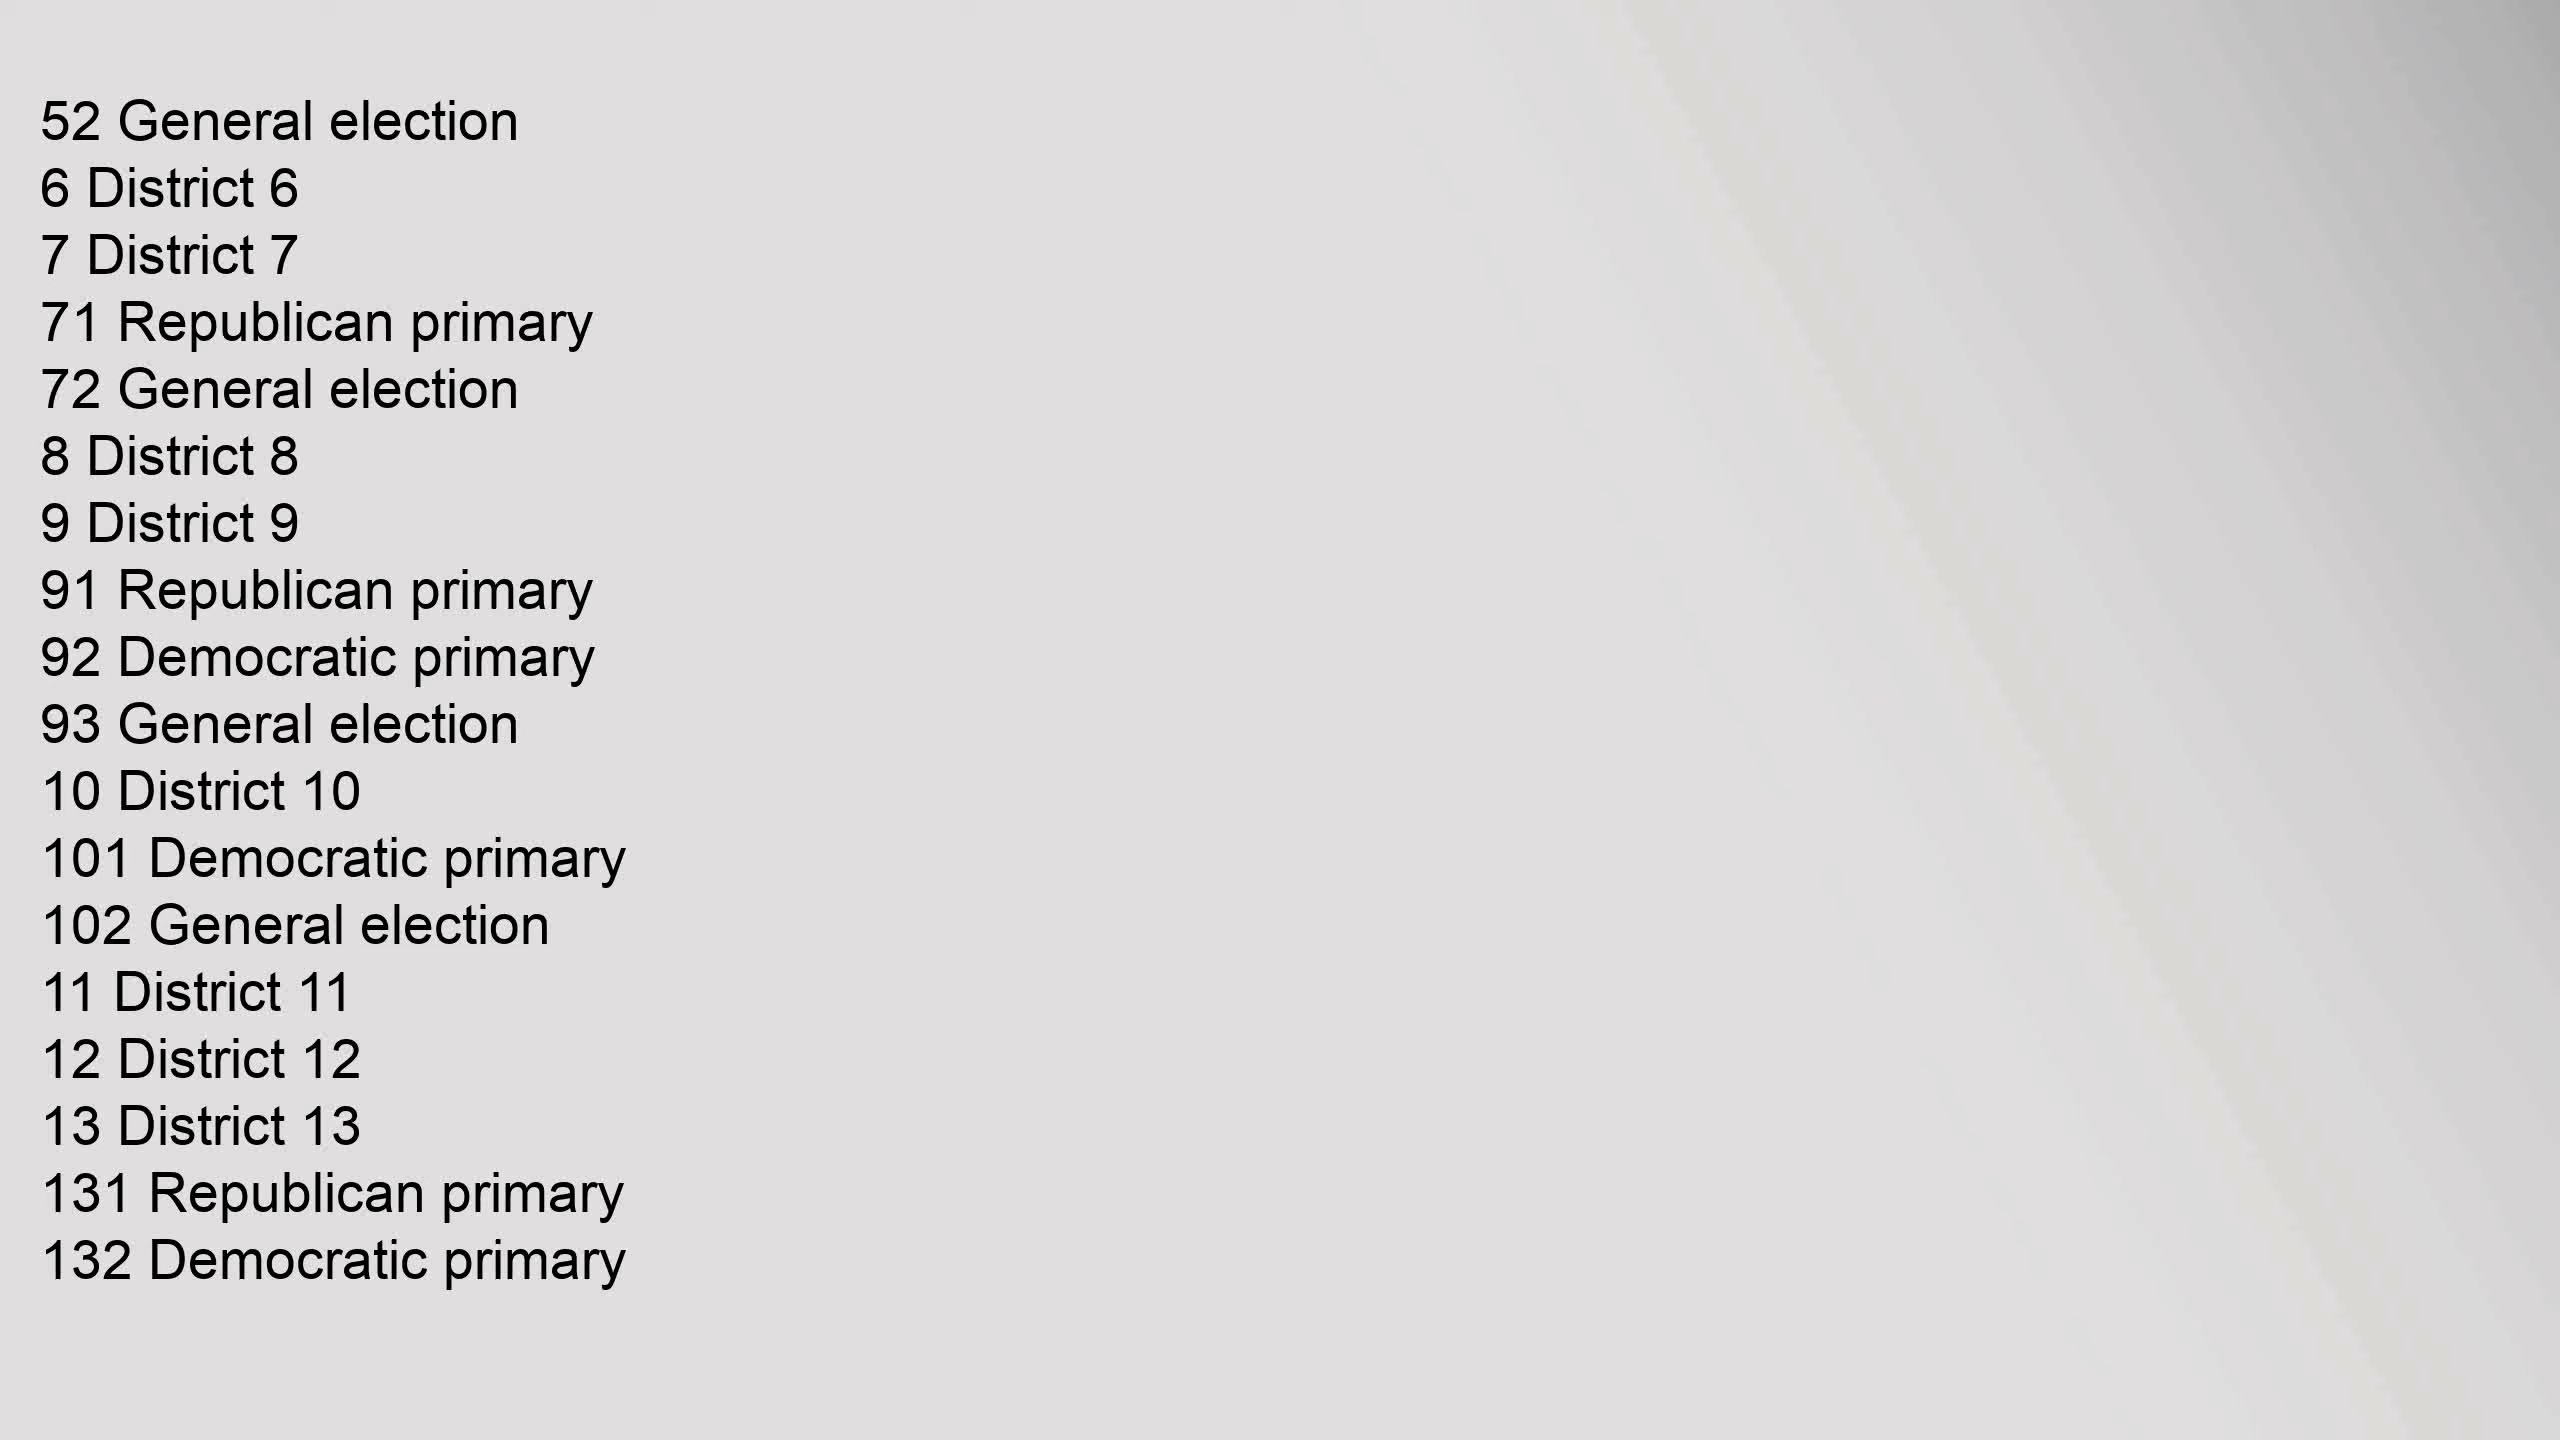 52 General election
6 District 6
7 District 7
71 Republican primary
72 General election
8 District 8
9 District 9
91 Republican primary
92 Democratic primary
93 General election
10 District 10
101 Democratic primary
102 General election
11 District 11
12 District 12
13 District 13
131 Republican primary
132 Democratic primary